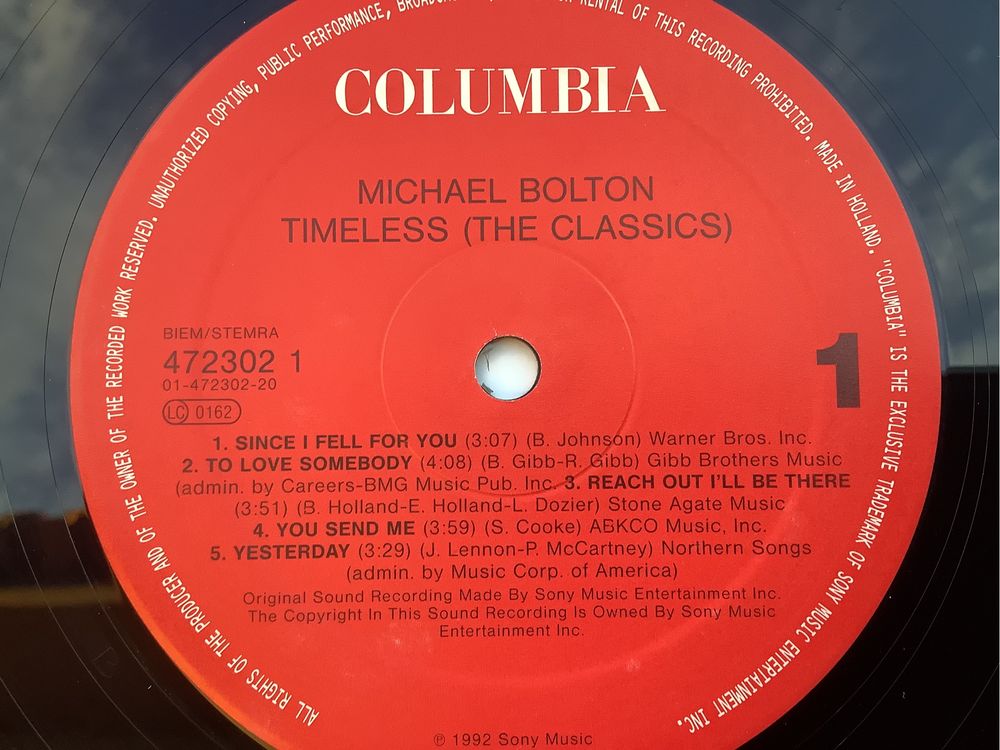 ALL RIGHTS OF THE PRODUCER AND OF THE OWNER OF THE RECORDED WORK RESERVED. UNAUTHORIZED COPYING, PUBLIC PERFORMANCE, RENTAL OF THIS RECORDING PROHIBITED. MADE IN HOLLAND. "COLUMBIA" IS THE EXCLUSIVE TRADEMARK OF SONY MUSIC ENTERTAINMENT INC.
COLUMBIA
MICHAEL BOLTON
TIMELESS (THE CLASSICS)
BIEM/STEMRA
472302 1
01-472302-20
LC 0162
1
1. SINCE I FELL FOR YOU (3:07) (B. Johnson) Warner Bros. Inc.
2. TO LOVE SOMEBODY (4:08) (B. Gibb-R. Gibb) Gibb Brothers Music
(admin. by Careers-BMG Music Pub. Inc. 3. REACH OUT I'LL BE THERE
(3:51) (B. Holland-E. Holland-L. Dozier) Stone Agate Music
4. YOU SEND ME (3:59) (S. Cooke) ABKCO Music, Inc.
5. YESTERDAY (3:29) (J. Lennon-P. McCartney) Northern Songs
(admin. by Music Corp. of America)
Original Sound Recording Made By Sony Music Entertainment Inc.
The Copyright In This Sound Recording Is Owned By Sony Music
Entertainment Inc.
℗ 1992 Sony Music